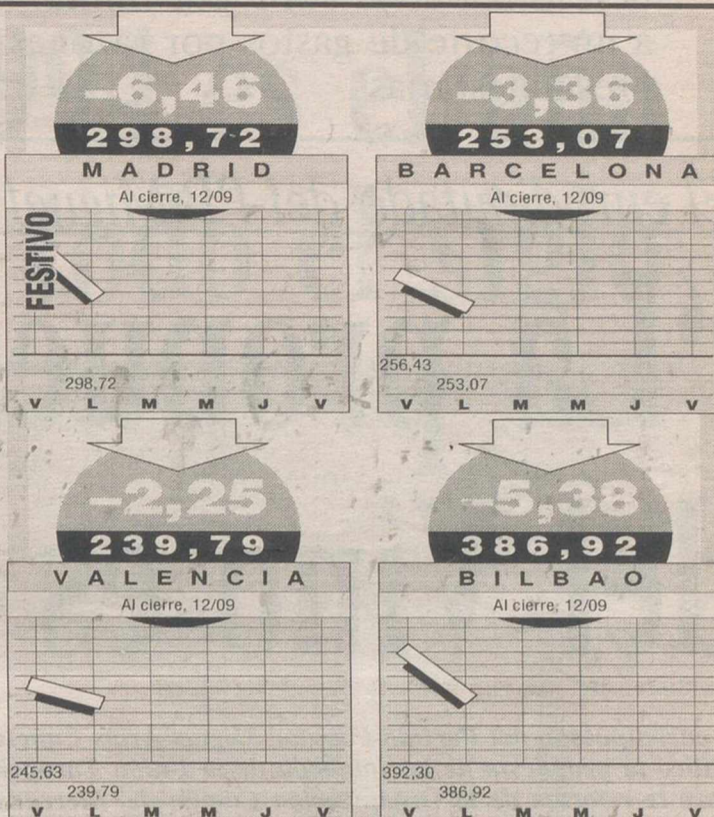 –6,46
298,72
MADRID
Al cierre, 12/09
FESTIVO
298,72
V L M M J V
–3,36
253,07
BARCELONA
Al cierre, 12/09
256,43
253,07
V L M M J V
–2,25
239,79
VALENCIA
Al cierre, 12/09
245,63
239,79
V L M M J V
–5,38
386,92
BILBAO
Al cierre, 12/09
392,30
386,92
V L M M J V